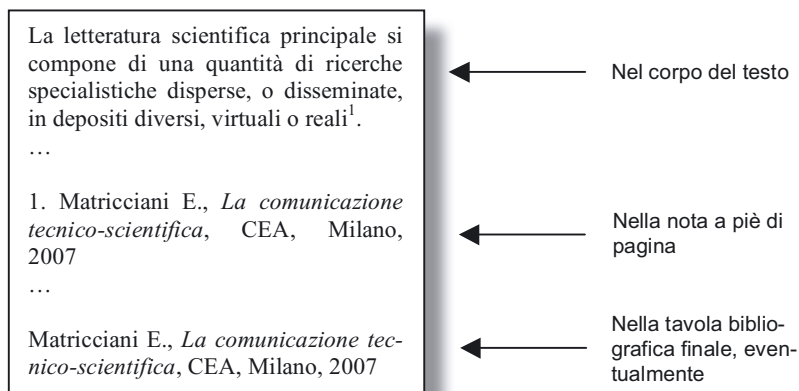 La letteratura scientifica principale si
compone di una quantità di ricerche
specialistiche disperse, o disseminate,
in depositi diversi, virtuali o reali1.
…
1. Matricciani E., La comunicazione
tecnico-scientifica, CEA, Milano,
2007
…
Matricciani E., La comunicazione tec-
nico-scientifica, CEA, Milano, 2007
Nel corpo del testo
Nella nota a piè di
pagina
Nella tavola biblio-
grafica finale, even-
tualmente